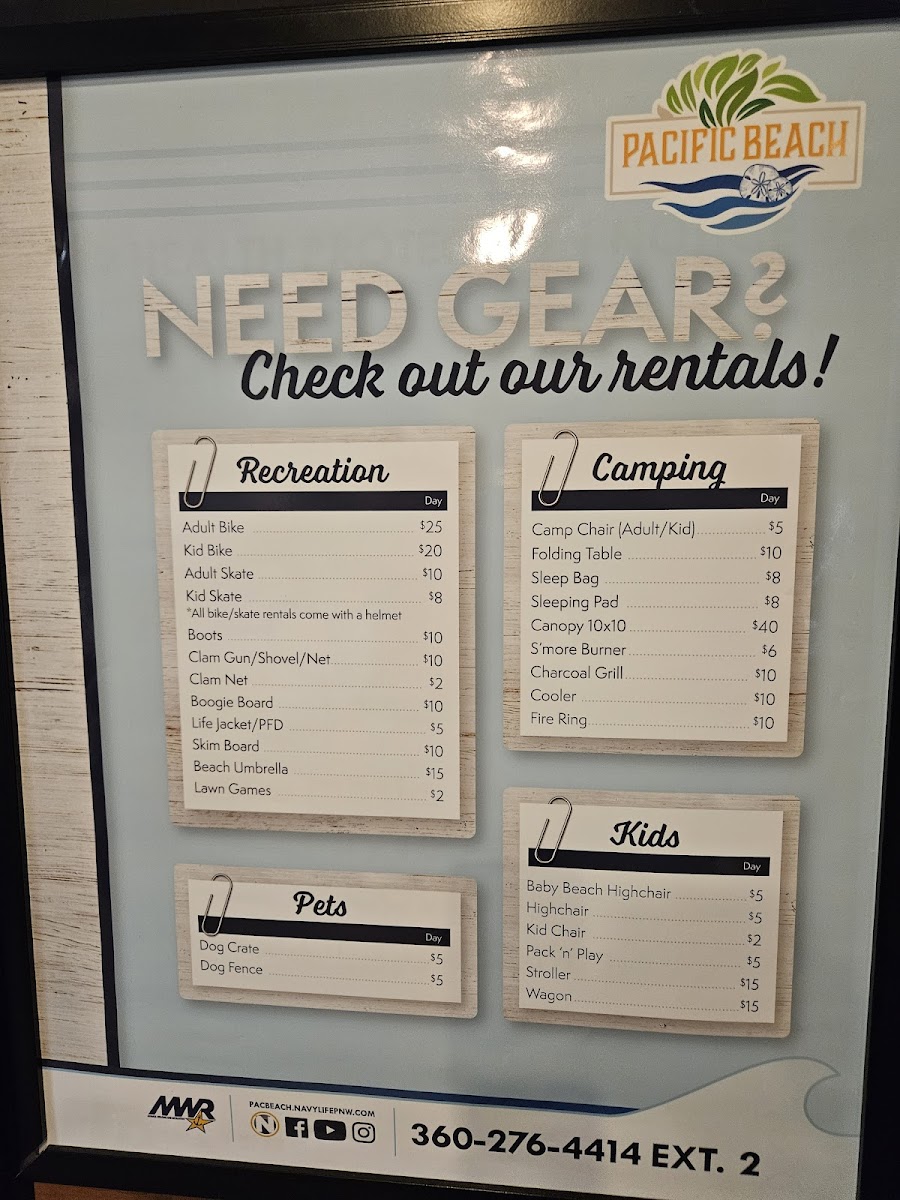 PACIFIC BEACH
NEED GEAR?
Check out our rentals!
Recreation
Day
Adult Bike $25
Kid Bike $20
Adult Skate $10
Kid Skate $8
*All bike/skate rentals come with a helmet
Boots $10
Clam Gun/Shovel/Net $10
Clam Net $2
Boogie Board $10
Life Jacket/PFD $5
Skim Board $10
Beach Umbrella $15
Lawn Games $2
Camping
Day
Camp Chair (Adult/Kid) $5
Folding Table $10
Sleep Bag $8
Sleeping Pad $8
Canopy 10x10 $40
S'more Burner $6
Charcoal Grill $10
Cooler $10
Fire Ring $10
Pets
Day
Dog Crate $5
Dog Fence $5
Kids
Day
Baby Beach Highchair $5
Highchair $5
Kid Chair $2
Pack 'n' Play $5
Stroller $15
Wagon $15
MWR
PACBEACH.NAVYLIFEPNW.COM
N
360-276-4414 EXT. 2